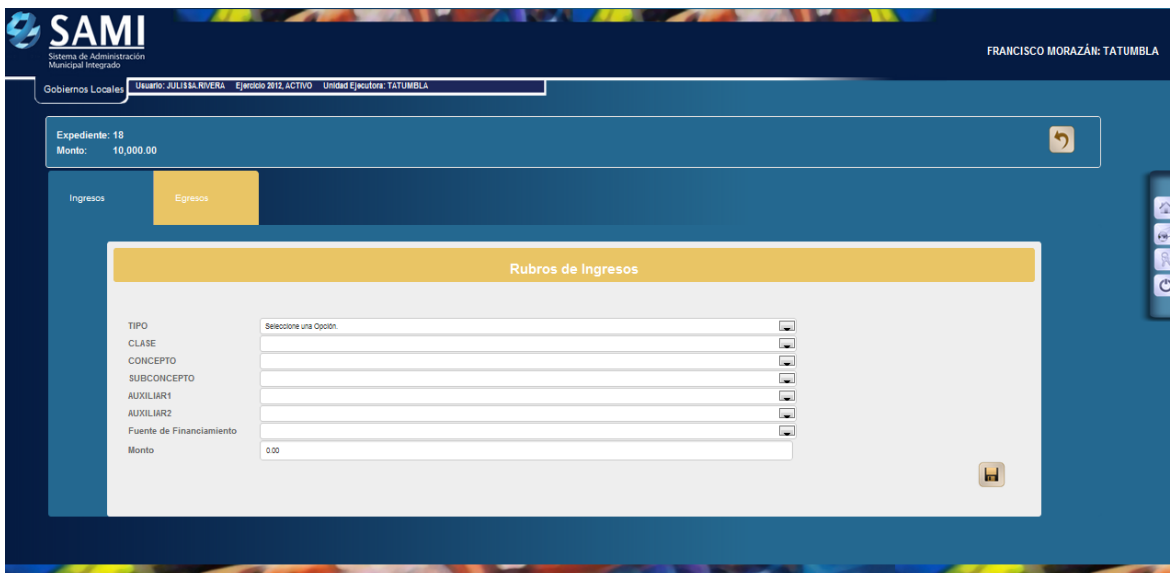 SAMI
Sistema de Administración
Municipal Integrado
FRANCISCO MORAZÁN: TATUMBLA
Gobiernos Locales
Usuario: JULISSA.RIVERA Ejercicio 2012, ACTIVO Unidad Ejecutora: TATUMBLA
Expediente: 18
Monto: 10,000.00
Ingresos Egresos
Rubros de Ingresos
TIPO Seleccione una Opción.
CLASE
CONCEPTO
SUBCONCEPTO
AUXILIAR1
AUXILIAR2
Fuente de Financiamiento
Monto 0.00